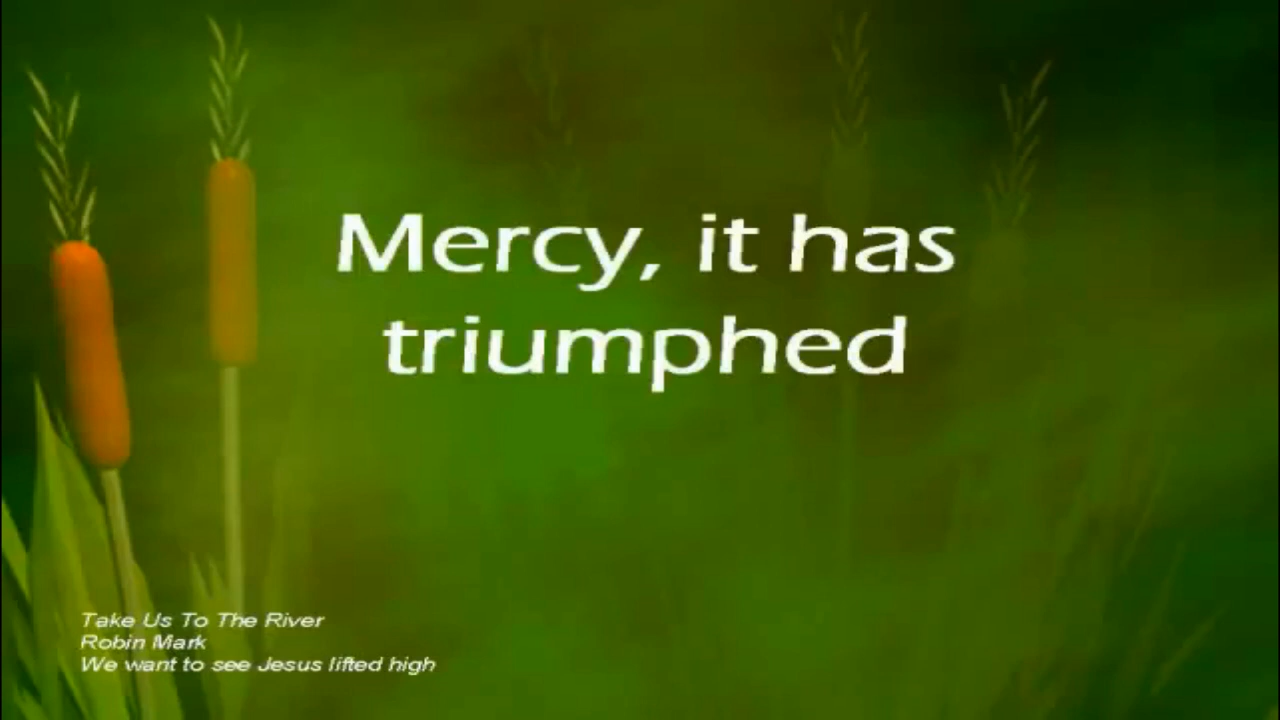 Mercy, it has
triumphed
Take Us To The River
Robin Mark
We want to see Jesus lifted high